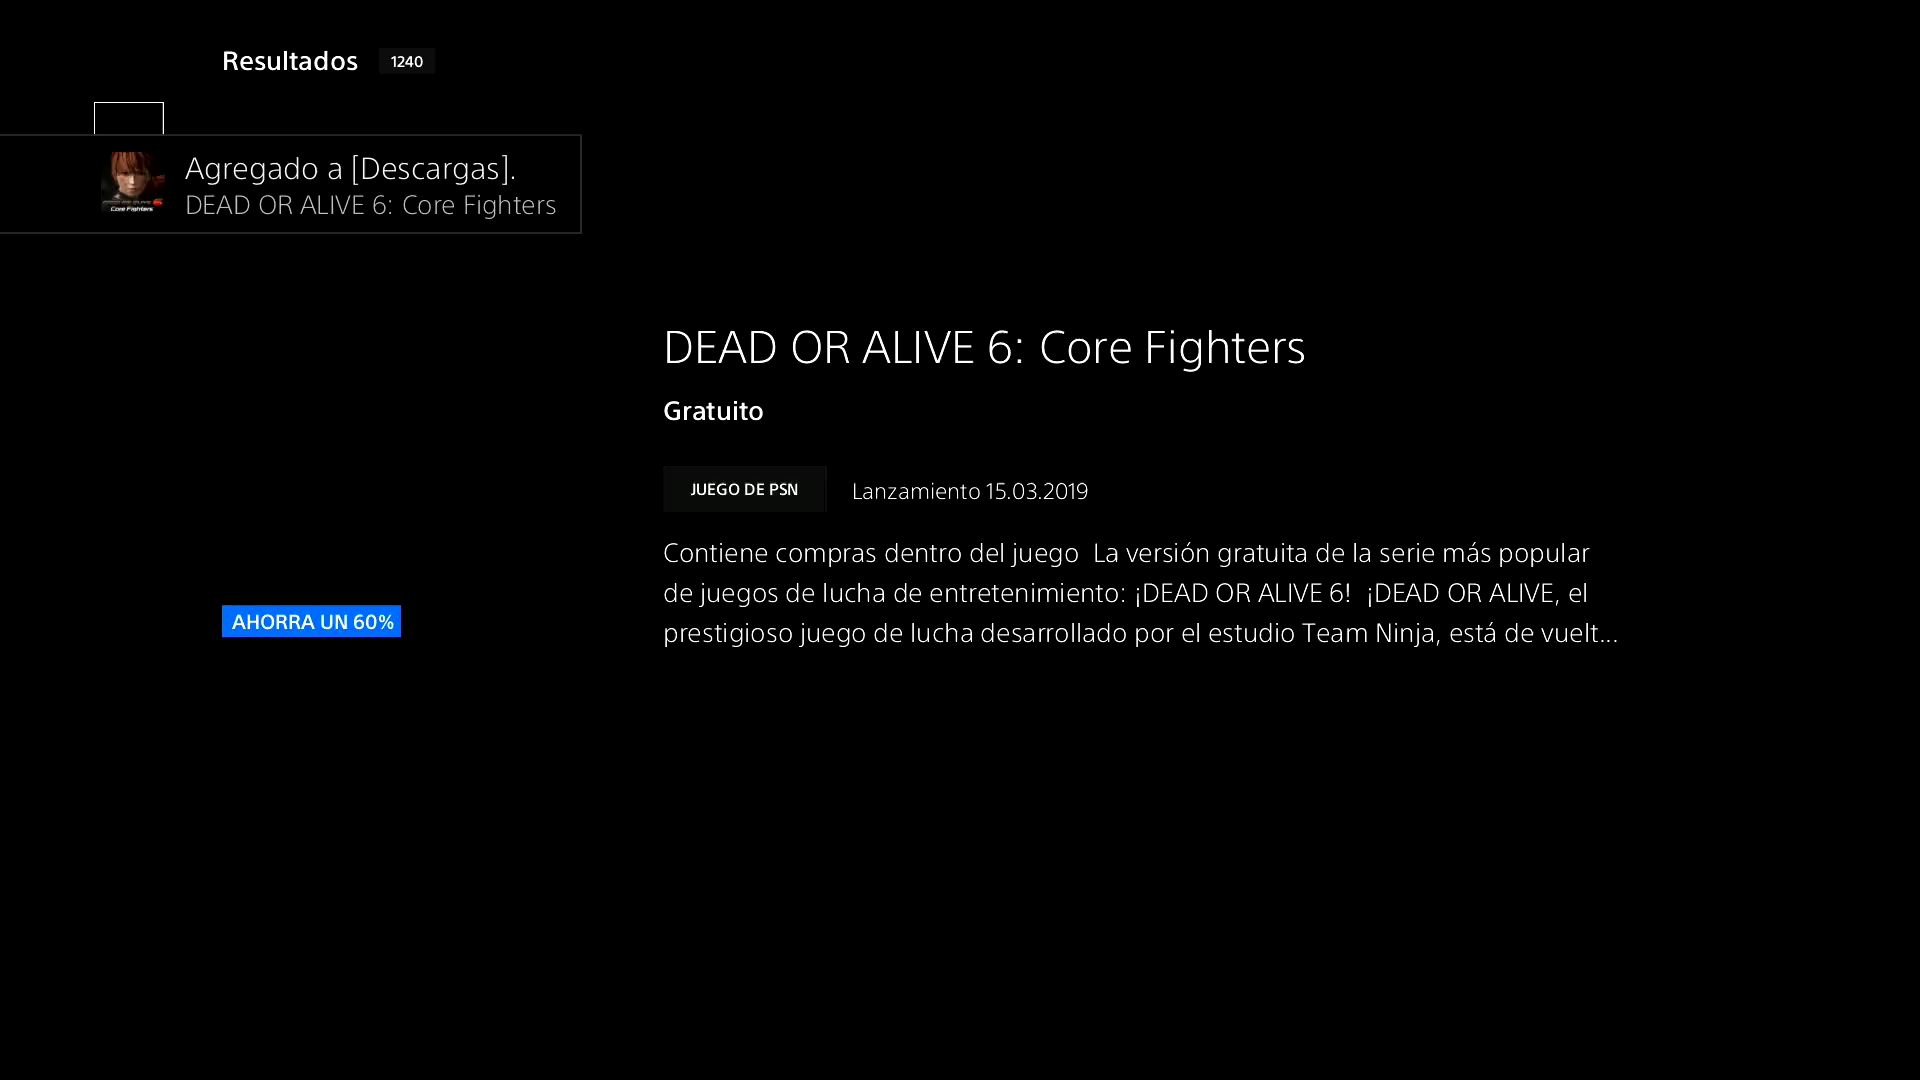 Resultados 1240
Agregado a [Descargas].
DEAD OR ALIVE 6: Core Fighters
Core Fighters
DEAD OR ALIVE 6: Core Fighters
Gratuito
JUEGO DE PSN Lanzamiento 15.03.2019
Contiene compras dentro del juego  La versión gratuita de la serie más popular
de juegos de lucha de entretenimiento: ¡DEAD OR ALIVE 6!  ¡DEAD OR ALIVE, el
prestigioso juego de lucha desarrollado por el estudio Team Ninja, está de vuelt...
AHORRA UN 60%